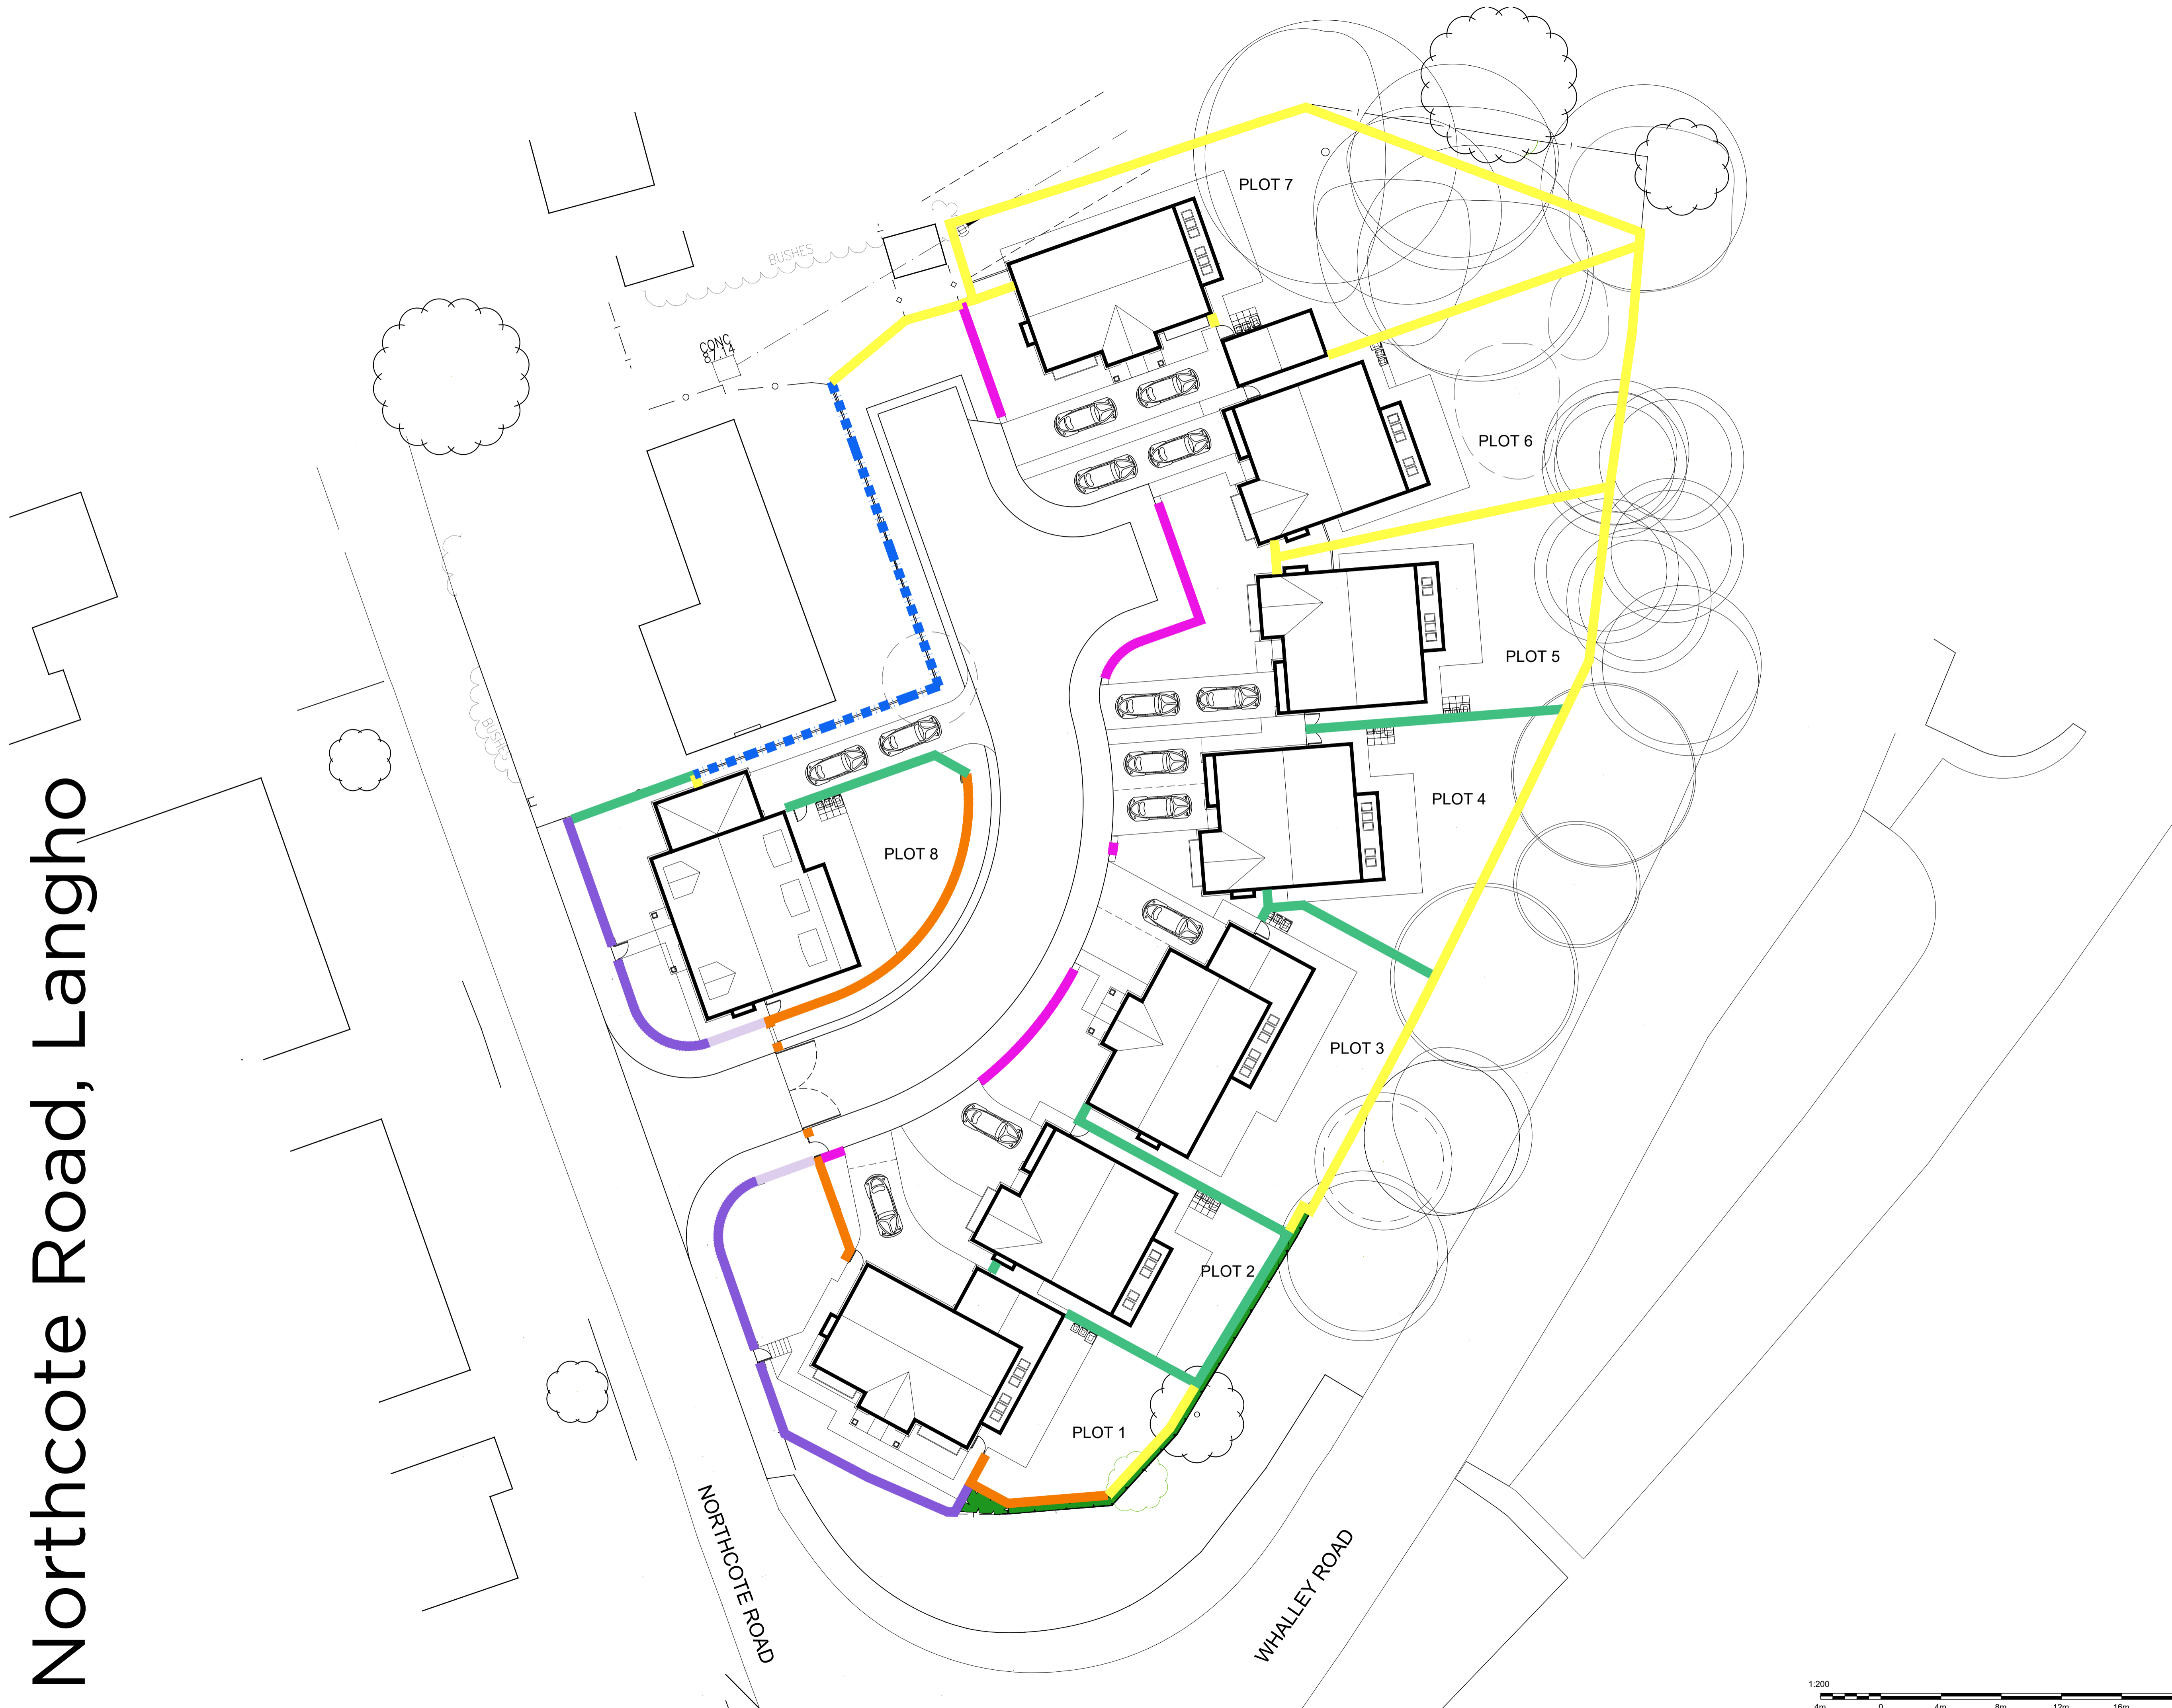 Northcote Road, Langho
PLOT 7
BUSHES
CONC
87.14
PLOT 6
PLOT 5
BUSHES
PLOT 4
PLOT 8
PLOT 3
PLOT 2
PLOT 1
NORTHCOTE ROAD
WHALLEY ROAD
1:200
4m 0 4m 8m 12m 16m